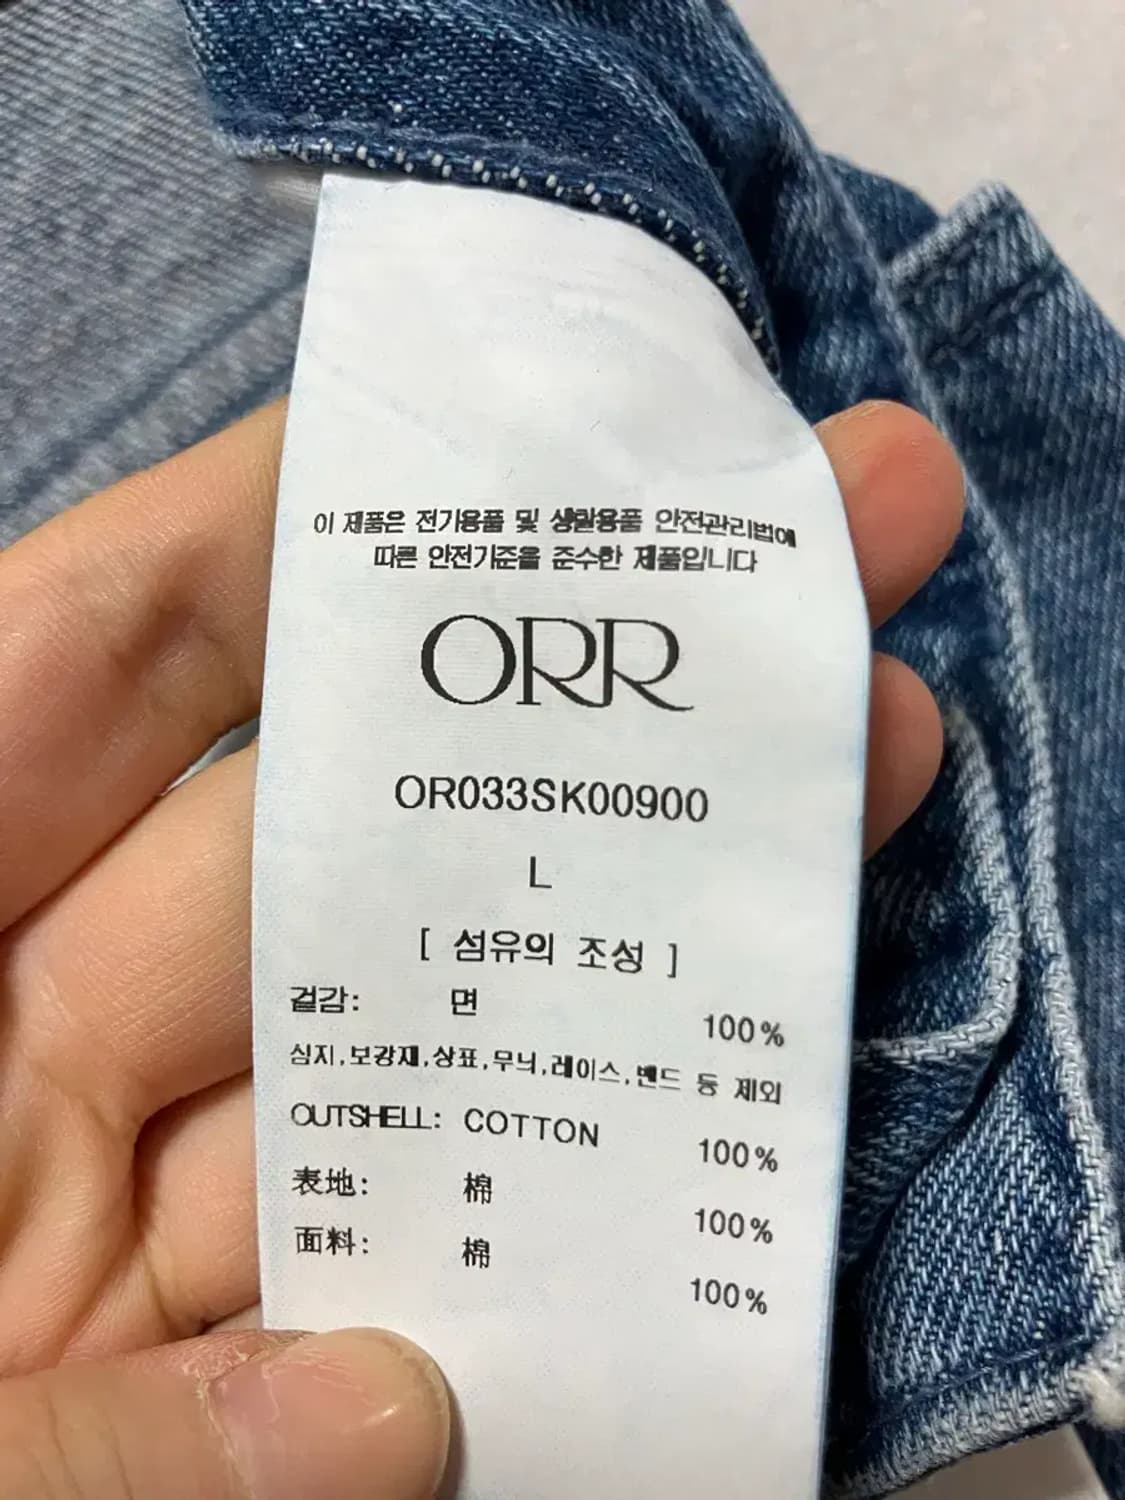 이 제품은 전기용품 및 생활용품 안전관리법에
따른 안전기준을 준수한 제품입니다
ORR
OR033SK00900
L
[ 섬유의 조성 ]
겉감: 면 100%
심지,보강재,상표,무늬,레이스,밴드 등 제외
OUTSHELL: COTTON 100%
表地: 棉 100%
面料: 棉 100%